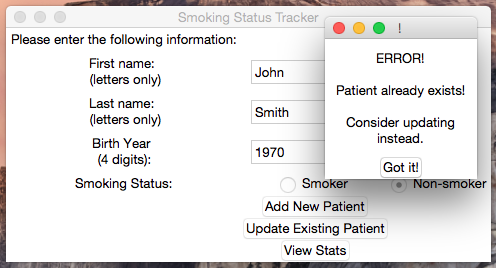 Smoking Status Tracker
Please enter the following information:
First name:
(letters only)
John
Last name:
(letters only)
Smith
Birth Year
(4 digits):
1970
Smoking Status:
Smoker
Non-smoker
Add New Patient
Update Existing Patient
View Stats
!
ERROR!
Patient already exists!
Consider updating
instead.
Got it!